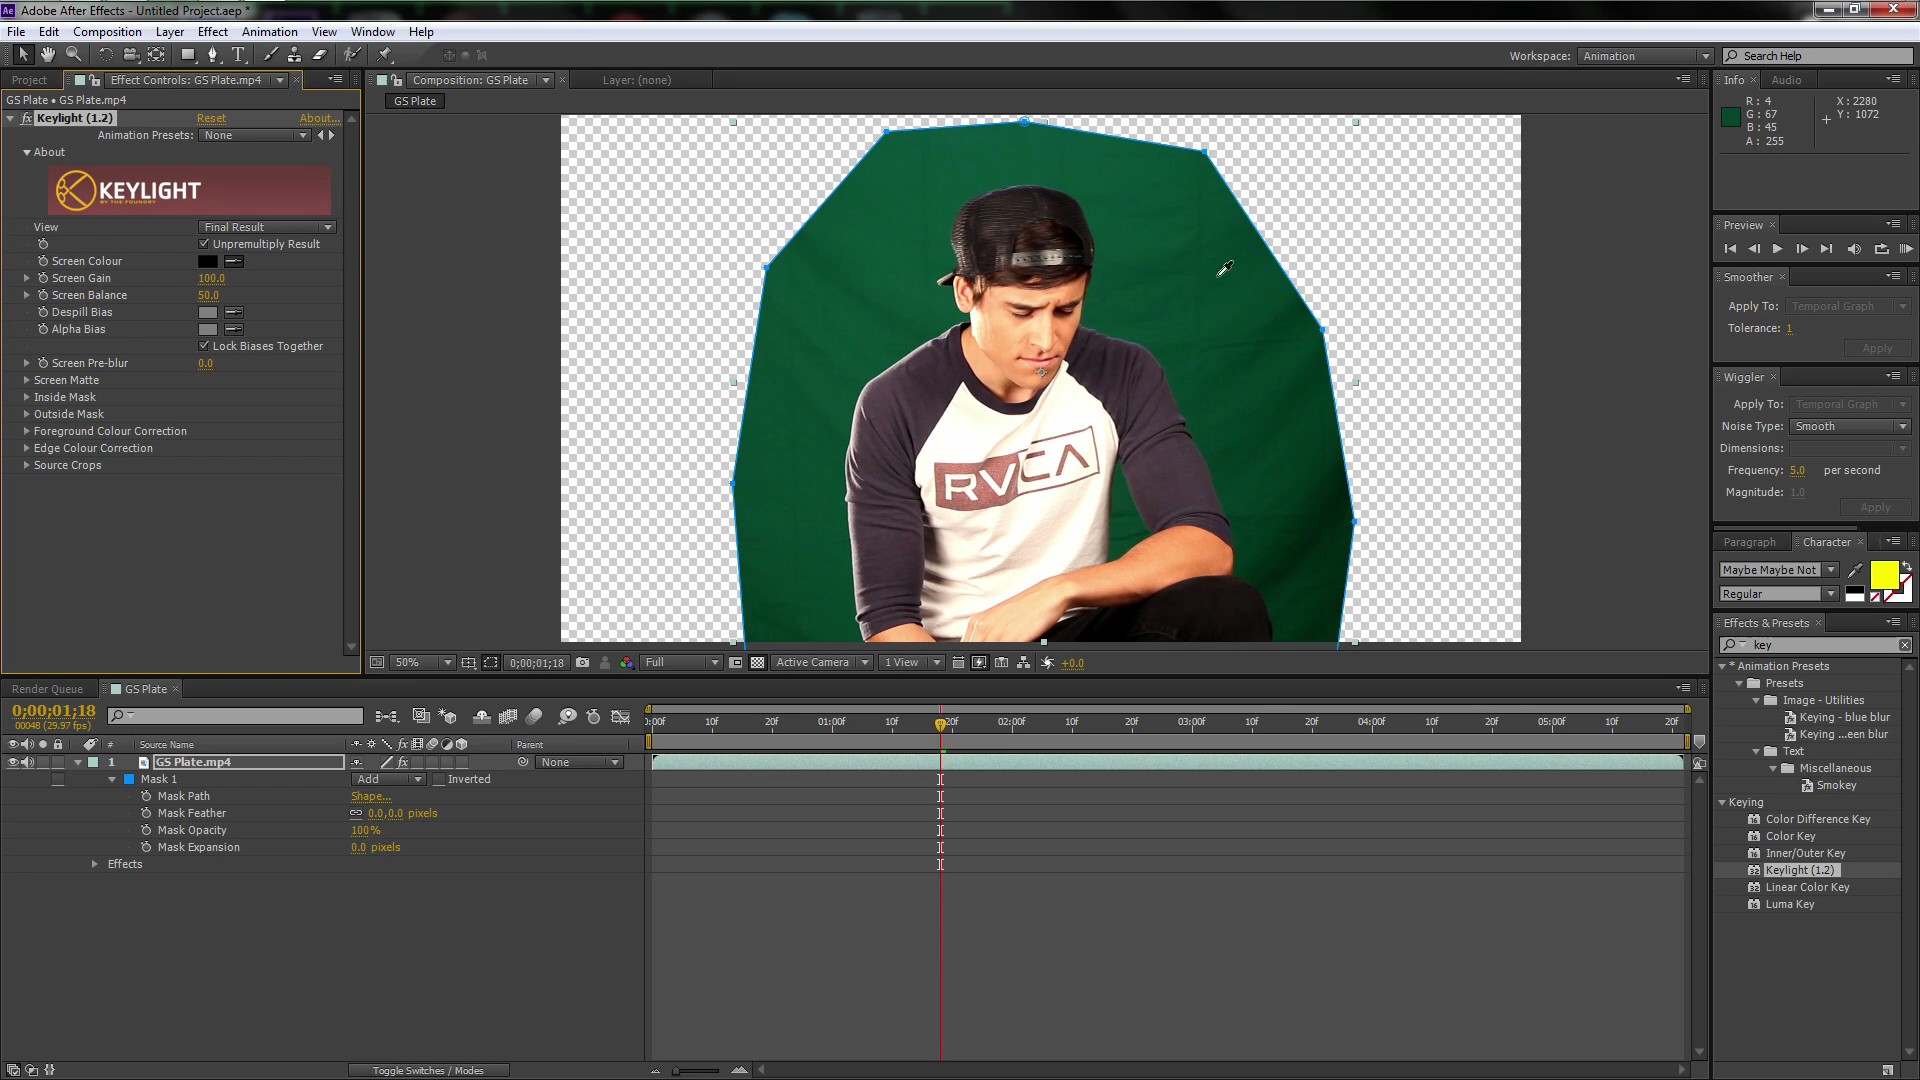 Adobe After Effects - Untitled Project.aep *
File Edit Composition Layer Effect Animation View Window Help
Workspace: Animation Search Help
Project Effect Controls: GS Plate.mp4
GS Plate • GS Plate.mp4
fx Keylight (1.2) Reset About...
Animation Presets: None
About
KEYLIGHT
BY THE FOUNDRY
View Final Result
Unpremultiply Result
Screen Colour
Screen Gain 100.0
Screen Balance 50.0
Despill Bias
Alpha Bias
Lock Biases Together
Screen Pre-blur 0.0
Screen Matte
Inside Mask
Outside Mask
Foreground Colour Correction
Edge Colour Correction
Source Crops
Composition: GS Plate Layer: (none)
GS Plate
RVCA
50% 0;00;01;18 Full Active Camera 1 View +0.0
Info Audio
R: 4 X: 2280
G: 67 Y: 1072
B: 45
A: 255
Preview
Smoother
Apply To: Temporal Graph
Tolerance: 1
Apply
Wiggler
Apply To: Temporal Graph
Noise Type: Smooth
Dimensions:
Frequency: 5.0 per second
Magnitude: 1.0
Apply
Paragraph Character
Maybe Maybe Not
Regular
Effects & Presets
key
* Animation Presets
Presets
Image - Utilities
Keying - blue blur
Keying ...een blur
Text
Miscellaneous
Smokey
Keying
Color Difference Key
Color Key
Inner/Outer Key
Keylight (1.2)
Linear Color Key
Luma Key
Render Queue GS Plate
0;00;01;18
00048 (29.97 fps)
):00f 10f 20f 01:00f 10f 20f 02:00f 10f 20f 03:00f 10f 20f 04:00f 10f 20f 05:00f 10f 20f
# Source Name fx Parent
1 GS Plate.mp4 fx None
Mask 1 Add Inverted
Mask Path Shape...
Mask Feather 0.0,0.0 pixels
Mask Opacity 100%
Mask Expansion 0.0 pixels
Effects
Toggle Switches / Modes